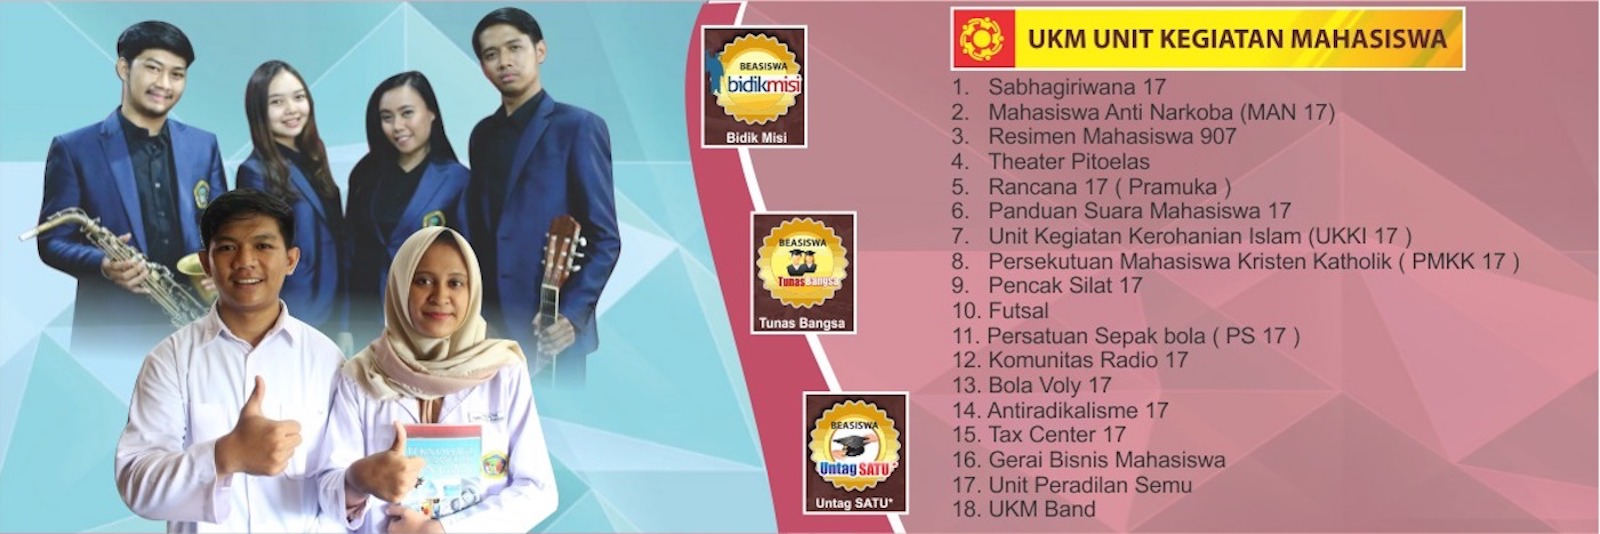 BEASISWA
bidikmisi
Bidik Misi
BEASISWA
TunasBangsa
Tunas Bangsa
BEASISWA
Untag SATU
Untag SATU*
UKM UNIT KEGIATAN MAHASISWA
1. Sabhagiriwana 17
2. Mahasiswa Anti Narkoba (MAN 17)
3. Resimen Mahasiswa 907
4. Theater Pitoelas
5. Rancana 17 ( Pramuka )
6. Panduan Suara Mahasiswa 17
7. Unit Kegiatan Kerohanian Islam (UKKI 17 )
8. Persekutuan Mahasiswa Kristen Katholik ( PMKK 17 )
9. Pencak Silat 17
10. Futsal
11. Persatuan Sepak bola ( PS 17 )
12. Komunitas Radio 17
13. Bola Voly 17
14. Antiradikalisme 17
15. Tax Center 17
16. Gerai Bisnis Mahasiswa
17. Unit Peradilan Semu
18. UKM Band